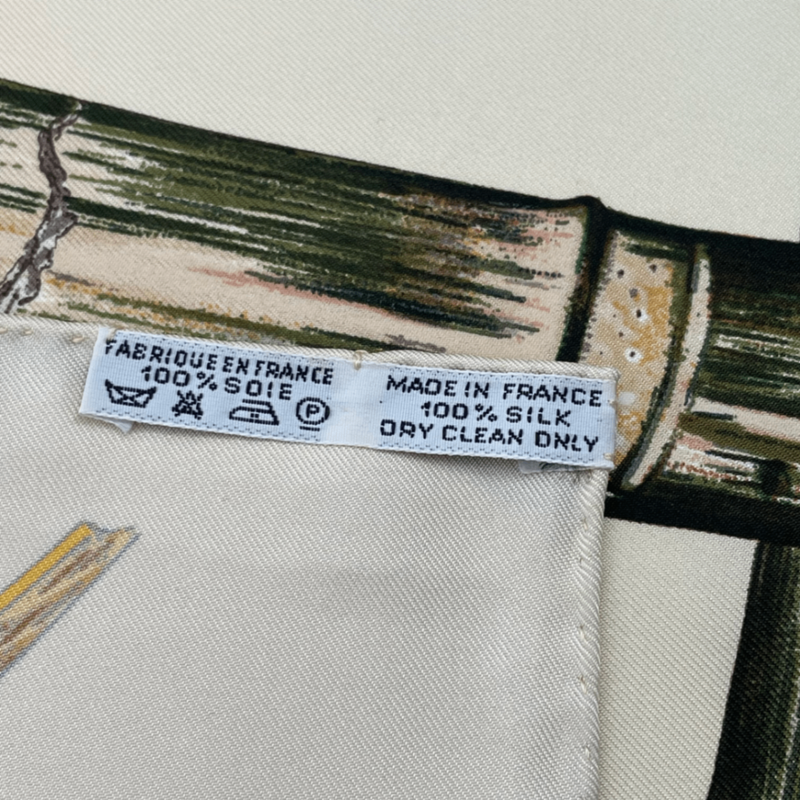 FABRIQUE EN FRANCE
100% SOIE
P
MADE IN FRANCE
100% SILK
DRY CLEAN ONLY